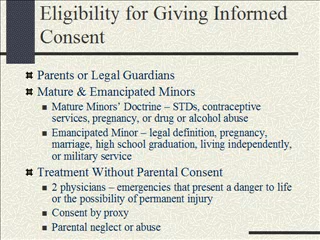 Eligibility for Giving Informed
Consent
Parents or Legal Guardians
Mature & Emancipated Minors
Mature Minors' Doctrine – STDs, contraceptive
services, pregnancy, or drug or alcohol abuse
Emancipated Minor – legal definition, pregnancy,
marriage, high school graduation, living independently,
or military service
Treatment Without Parental Consent
2 physicians – emergencies that present a danger to life
or the possibility of permanent injury
Consent by proxy
Parental neglect or abuse